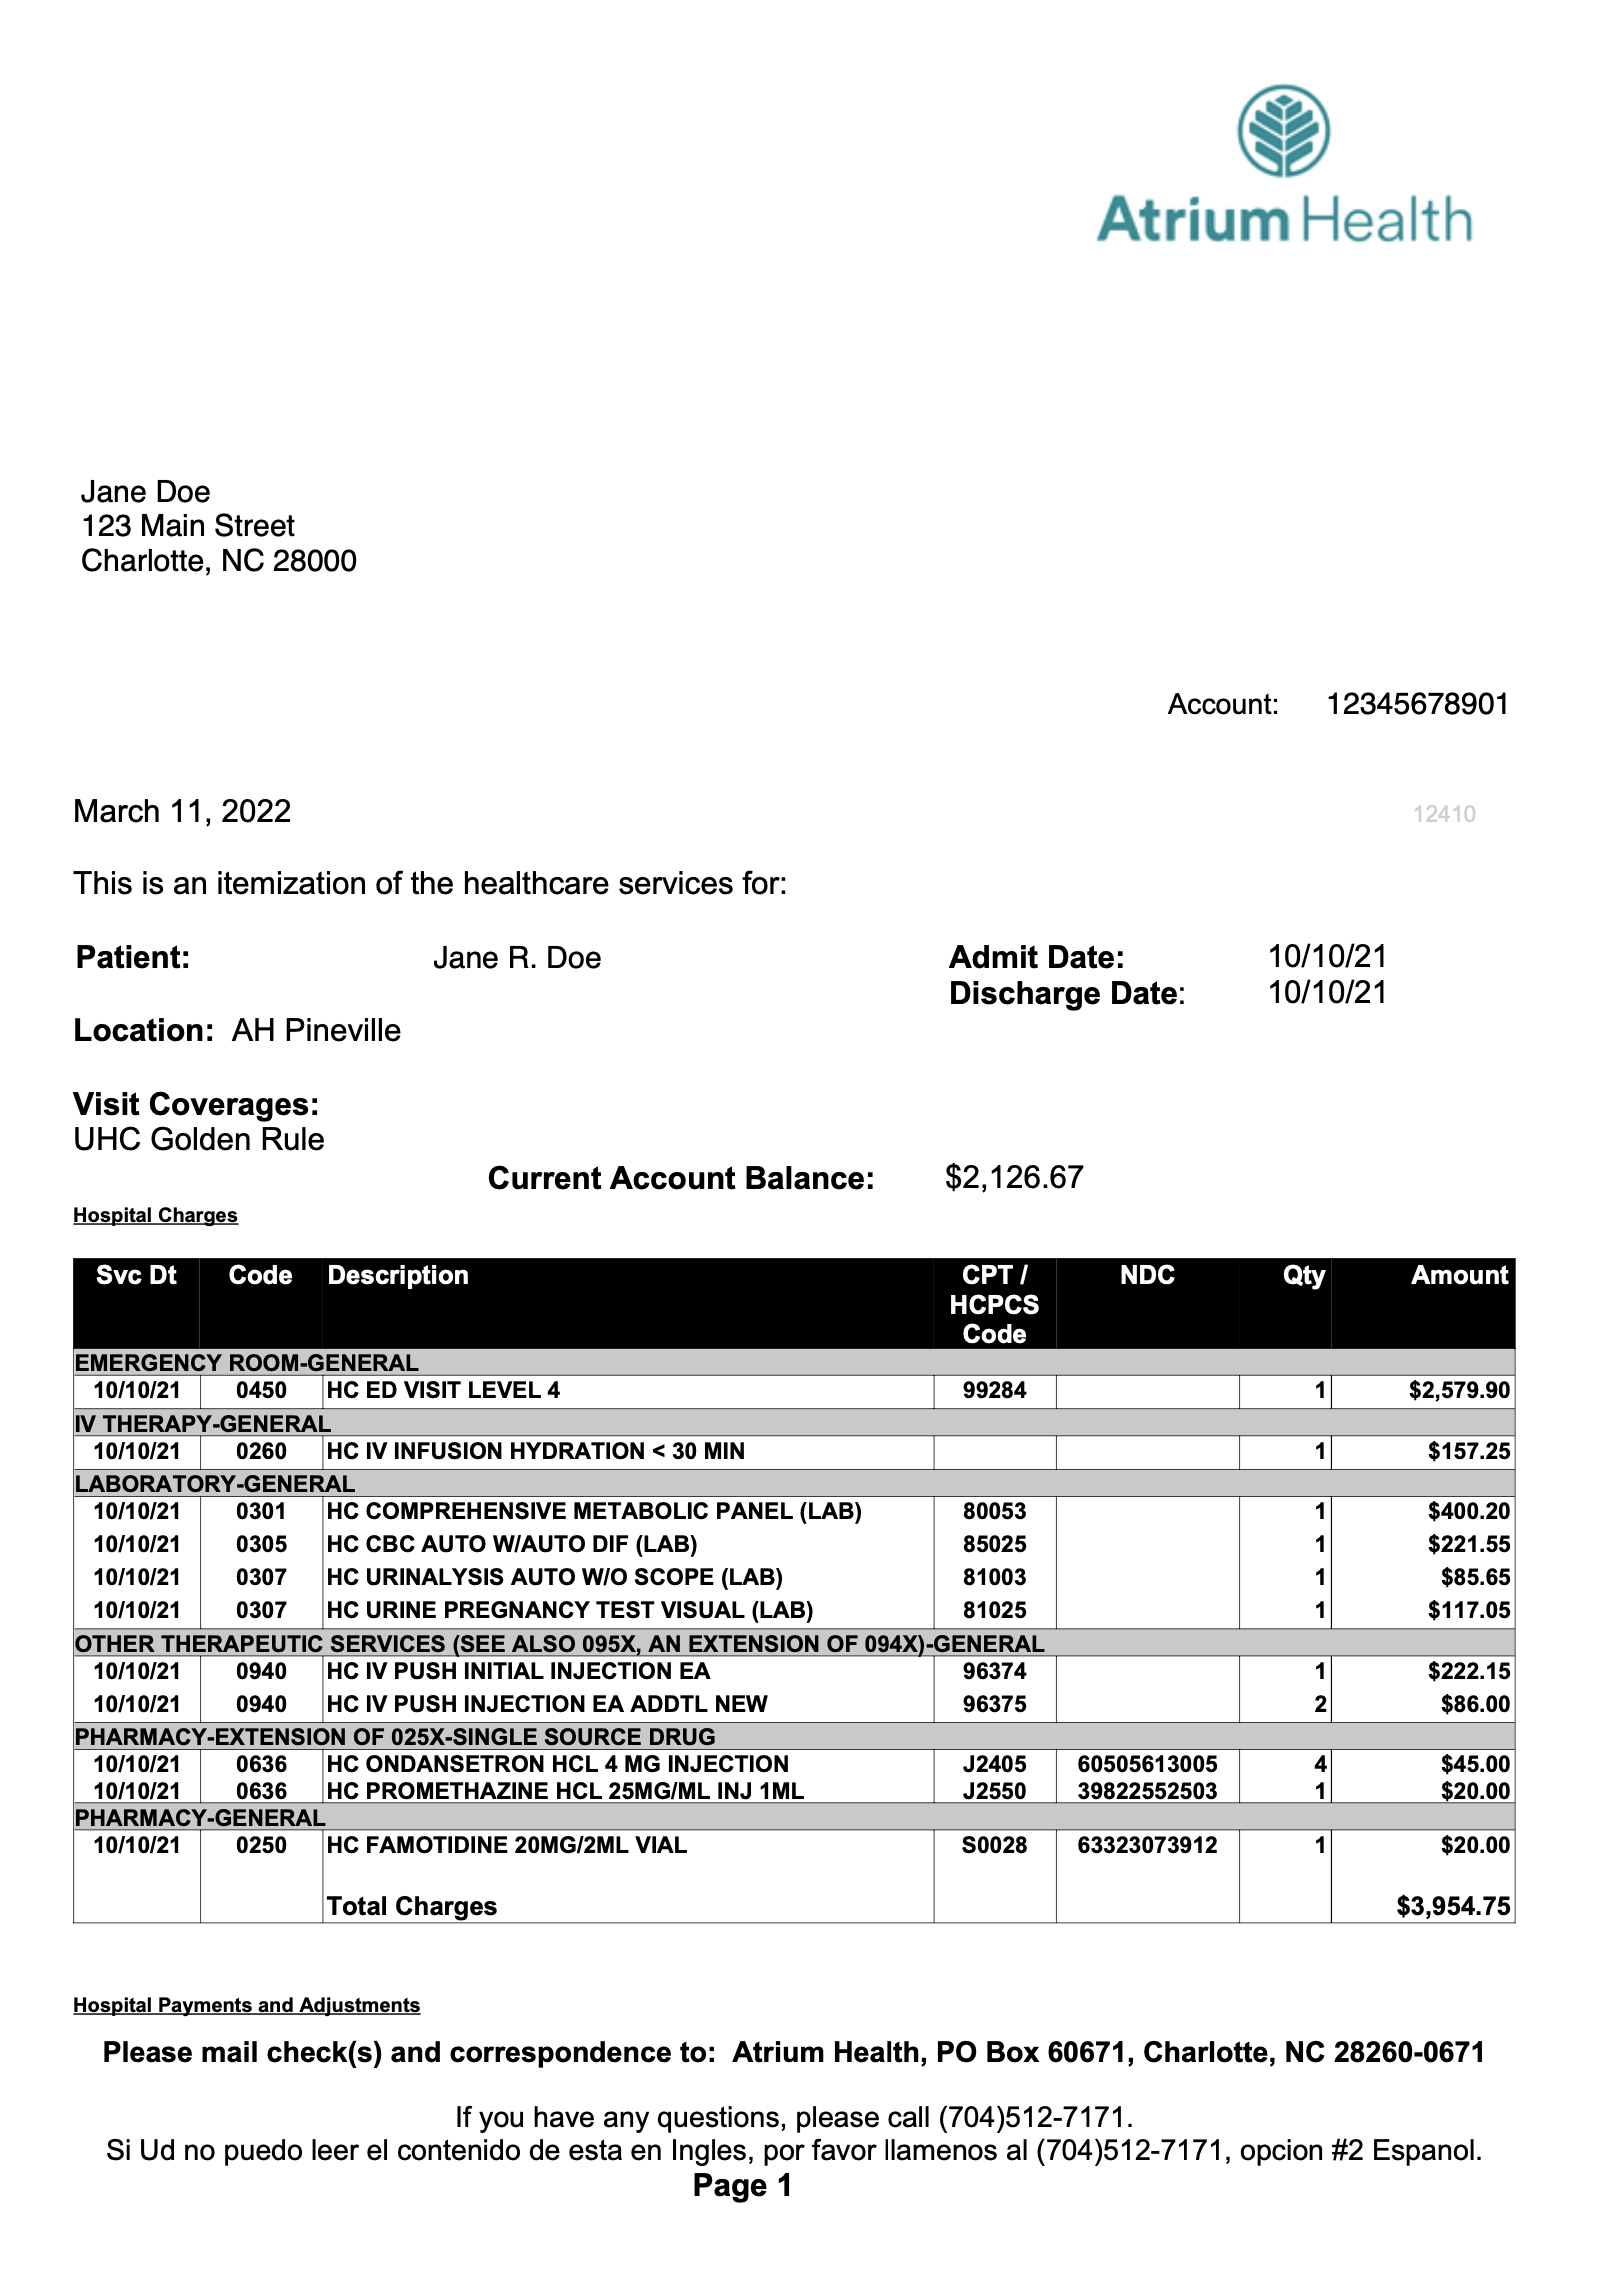 Atrium Health
Jane Doe
123 Main Street
Charlotte, NC 28000
Account: 12345678901
March 11, 2022 12410
This is an itemization of the healthcare services for:
Patient: Jane R. Doe Admit Date: 10/10/21
Discharge Date: 10/10/21
Location: AH Pineville
Visit Coverages:
UHC Golden Rule
Current Account Balance: $2,126.67
Hospital Charges
Svc Dt Code Description CPT / HCPCS Code NDC Qty Amount
EMERGENCY ROOM-GENERAL
10/10/21 0450 HC ED VISIT LEVEL 4 99284 1 $2,579.90
IV THERAPY-GENERAL
10/10/21 0260 HC IV INFUSION HYDRATION < 30 MIN 1 $157.25
LABORATORY-GENERAL
10/10/21 0301 HC COMPREHENSIVE METABOLIC PANEL (LAB) 80053 1 $400.20
10/10/21 0305 HC CBC AUTO W/AUTO DIF (LAB) 85025 1 $221.55
10/10/21 0307 HC URINALYSIS AUTO W/O SCOPE (LAB) 81003 1 $85.65
10/10/21 0307 HC URINE PREGNANCY TEST VISUAL (LAB) 81025 1 $117.05
OTHER THERAPEUTIC SERVICES (SEE ALSO 095X, AN EXTENSION OF 094X)-GENERAL
10/10/21 0940 HC IV PUSH INITIAL INJECTION EA 96374 1 $222.15
10/10/21 0940 HC IV PUSH INJECTION EA ADDTL NEW 96375 2 $86.00
PHARMACY-EXTENSION OF 025X-SINGLE SOURCE DRUG
10/10/21 0636 HC ONDANSETRON HCL 4 MG INJECTION J2405 60505613005 4 $45.00
10/10/21 0636 HC PROMETHAZINE HCL 25MG/ML INJ 1ML J2550 39822552503 1 $20.00
PHARMACY-GENERAL
10/10/21 0250 HC FAMOTIDINE 20MG/2ML VIAL S0028 63323073912 1 $20.00
Total Charges $3,954.75
Hospital Payments and Adjustments
Please mail check(s) and correspondence to: Atrium Health, PO Box 60671, Charlotte, NC 28260-0671
If you have any questions, please call (704)512-7171.
Si Ud no puedo leer el contenido de esta en Ingles, por favor llamenos al (704)512-7171, opcion #2 Espanol.
Page 1